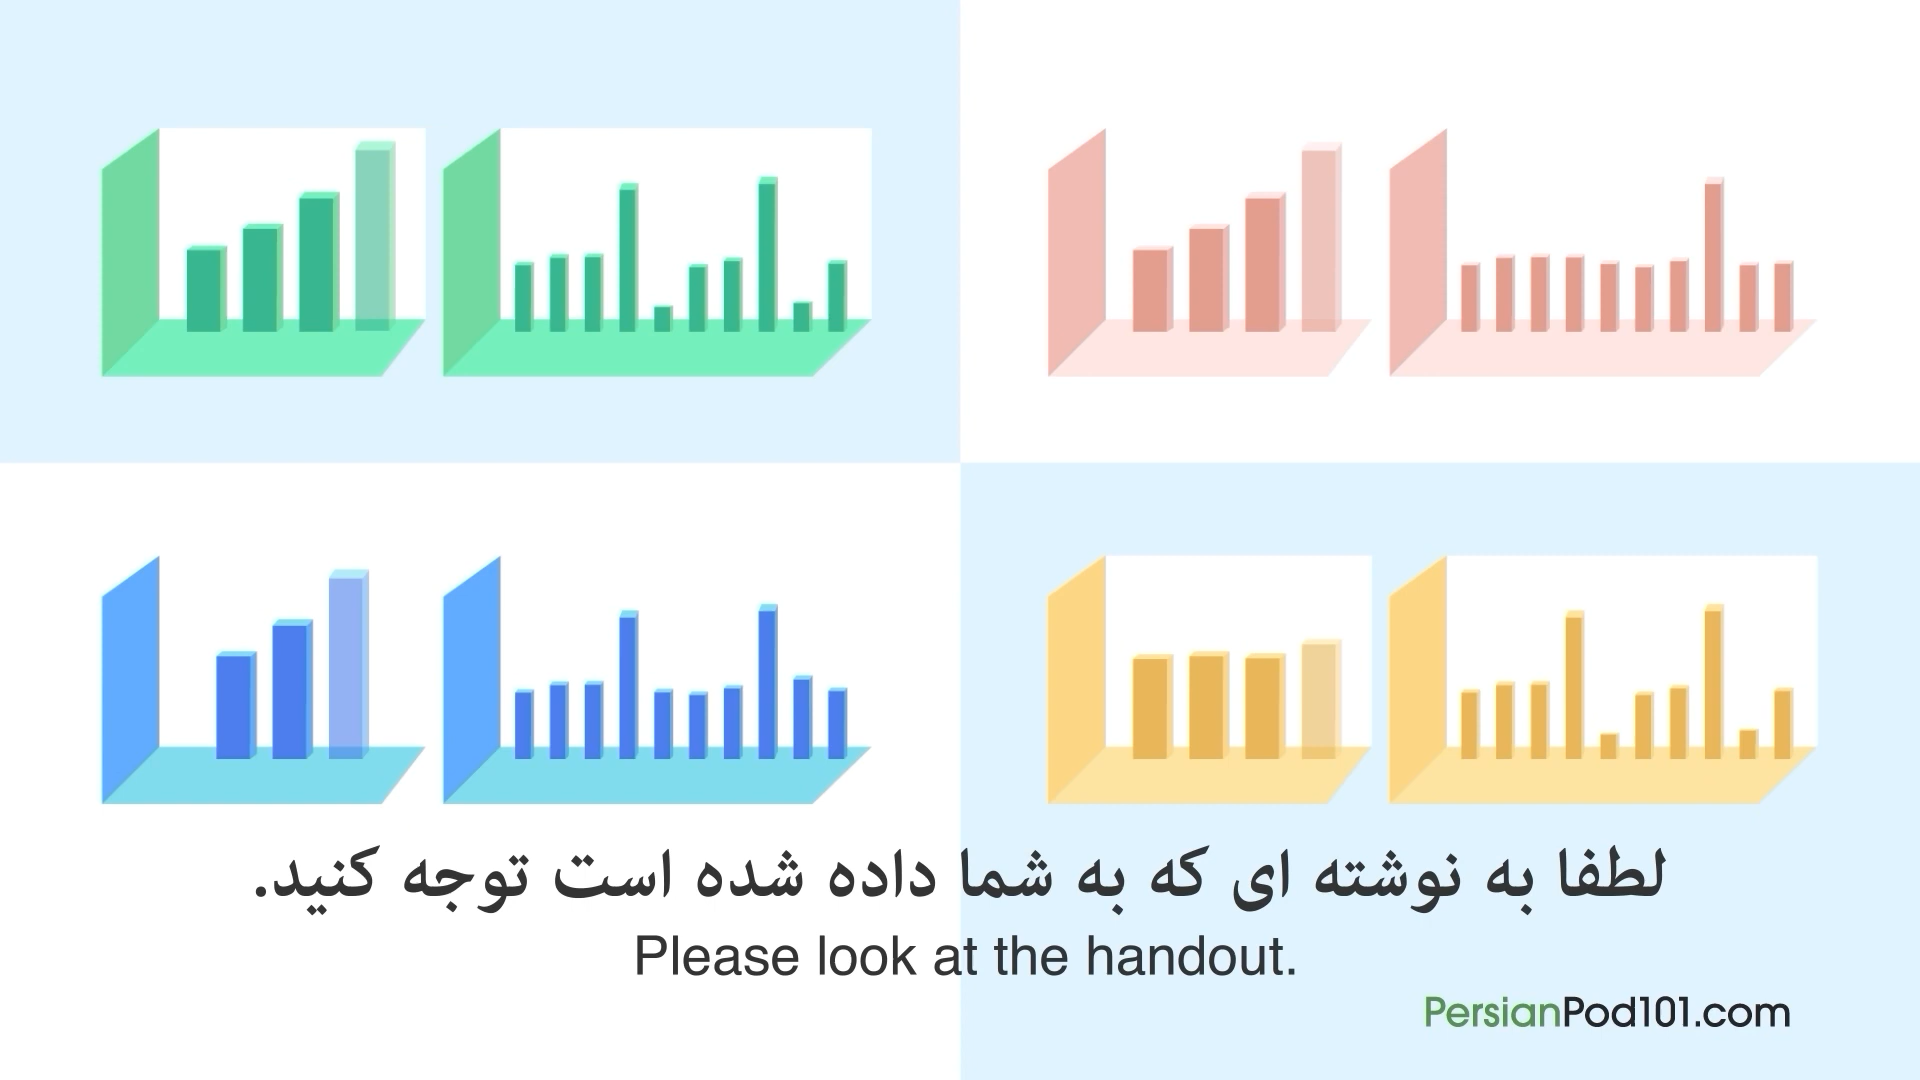 لطفا به نوشته ای که به شما داده شده است توجه کنید.
Please look at the handout.
PersianPod101.com